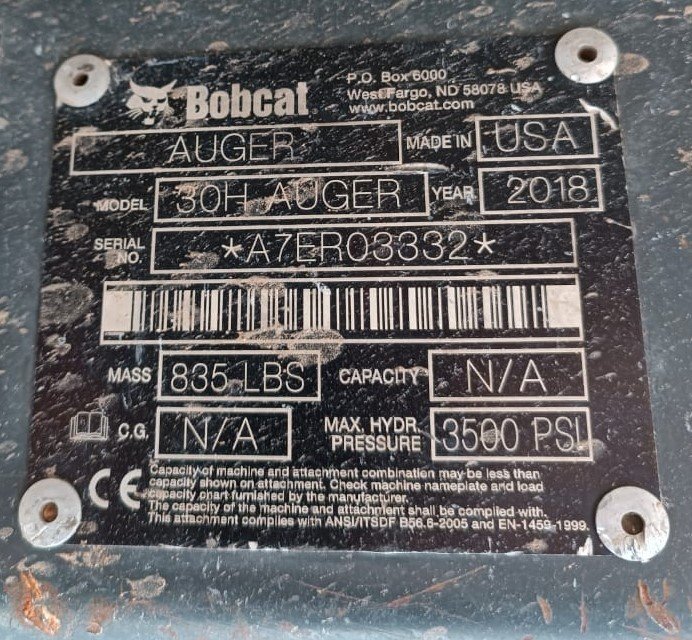 Bobcat
P.O. Box 6000
West Fargo, ND 58078 USA
www.bobcat.com
AUGER MADE IN USA
MODEL 30H AUGER YEAR 2018
SERIAL NO. *A7ER03332*
MASS 835 LBS CAPACITY N/A
C.G. N/A MAX. HYDR. PRESSURE 3500 PSI
CE
Capacity of machine and attachment combination may be less than
capacity shown on attachment. Check machine nameplate and load
capacity chart furnished by the manufacturer.
The capacity of the machine and attachment shall be complied with.
This attachment complies with ANSI/ITSDF B56.6-2005 and EN-1459-1999.